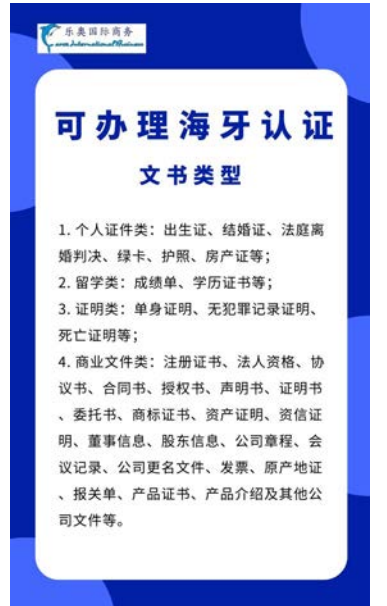 乐奥国际商务
可办理海牙认证
文书类型
1. 个人证件类：出生证、结婚证、法庭离
婚判决、绿卡、护照、房产证等；
2. 留学类：成绩单、学历证书等；
3. 证明类：单身证明、无犯罪记录证明、
死亡证明等；
4. 商业文件类：注册证书、法人资格、协
议书、合同书、授权书、声明书、证明书
、委托书、商标证书、资产证明、资信证
明、董事信息、股东信息、公司章程、会
议记录、公司更名文件、发票、原产地证
、报关单、产品证书、产品介绍及其他公
司文件等。